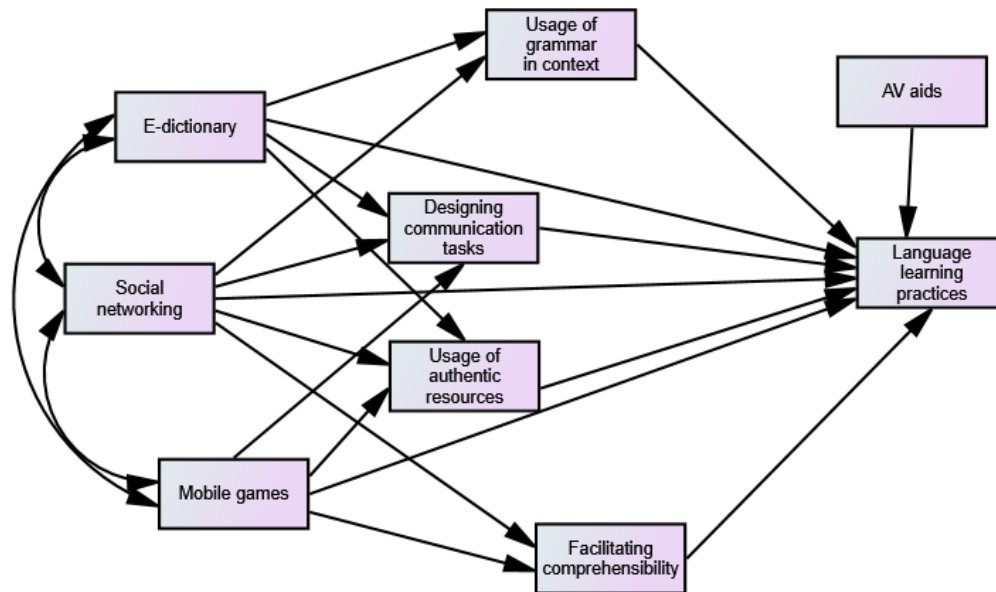 Usage of
grammar
in context
AV aids
E-dictionary
Designing
communication
tasks
Language
learning
practices
Social
networking
Usage of
authentic
resources
Mobile games
Facilitating
comprehensibility